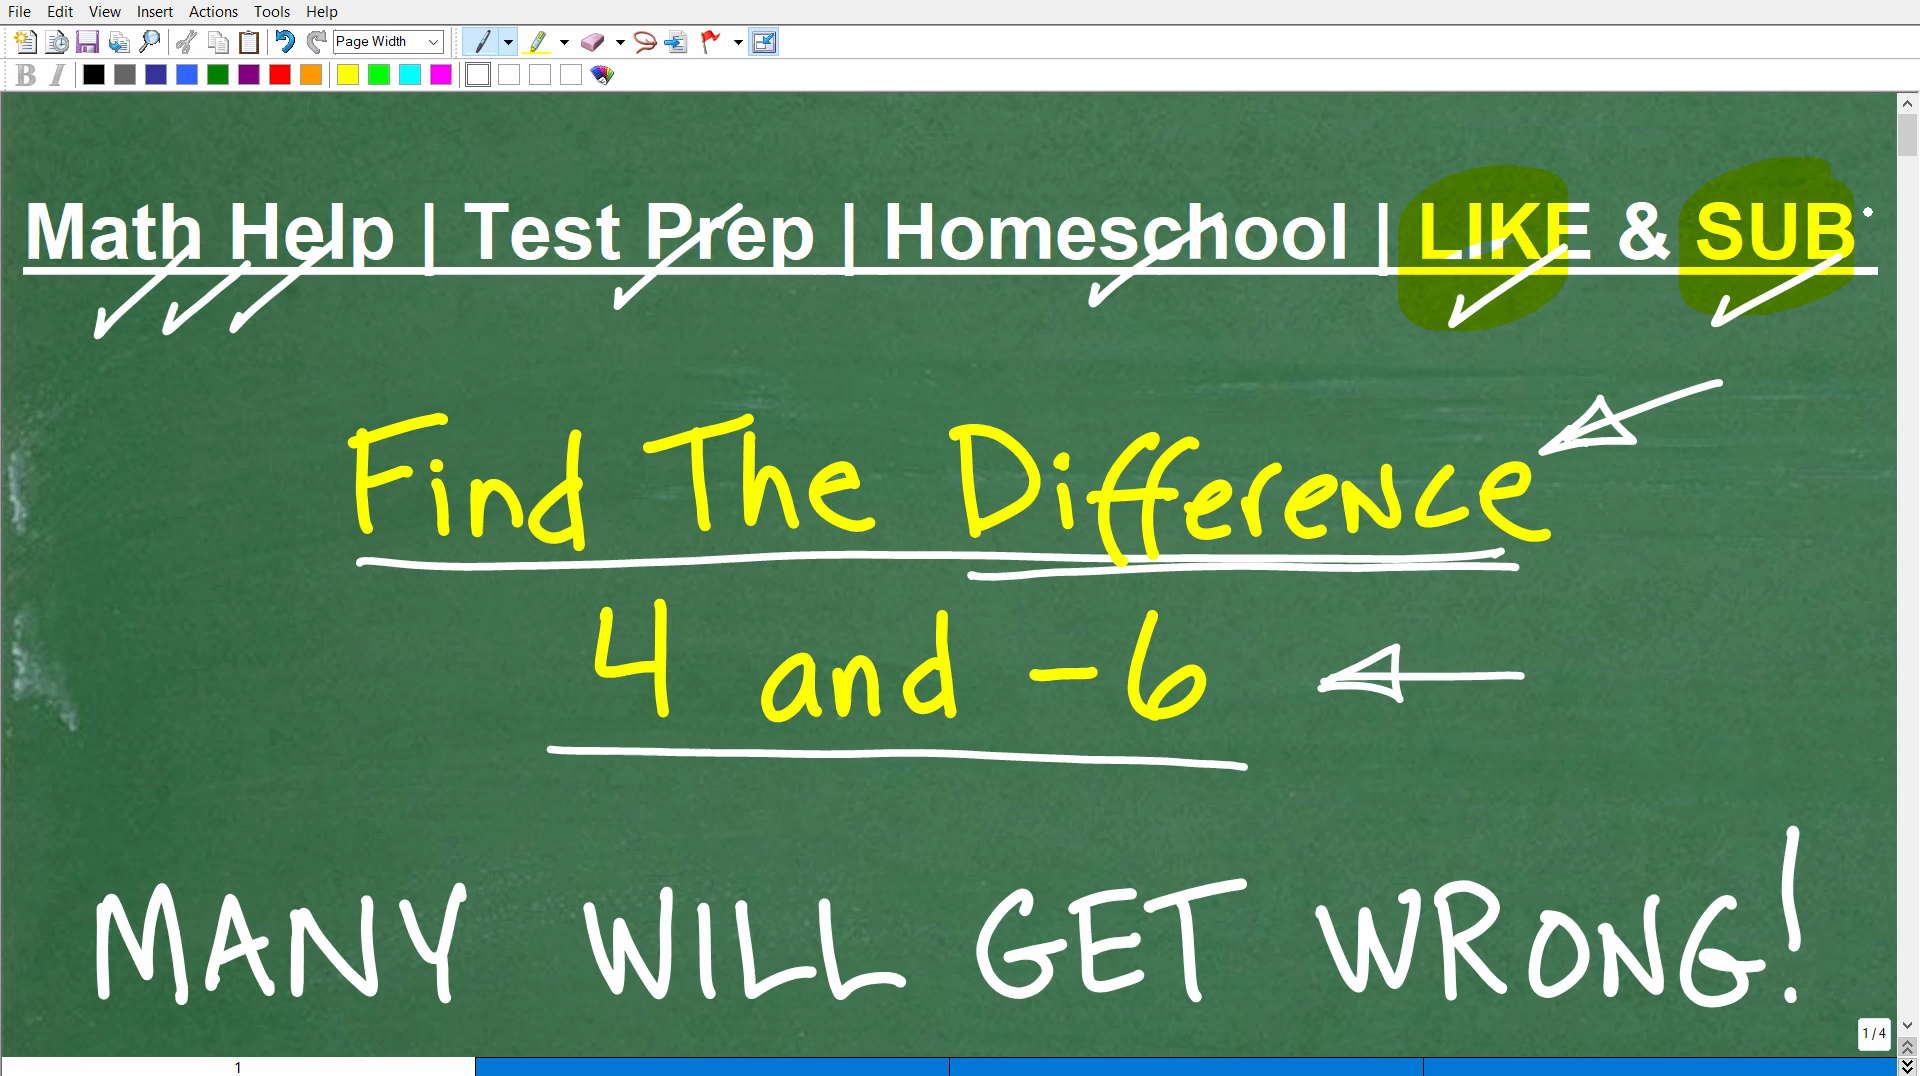 File Edit View Insert Actions Tools Help
Page Width
B I
Math Help | Test Prep | Homeschool | LIKE & SUB
Find The Difference
4 and -6
MANY WILL GET WRONG!
1 / 4
1